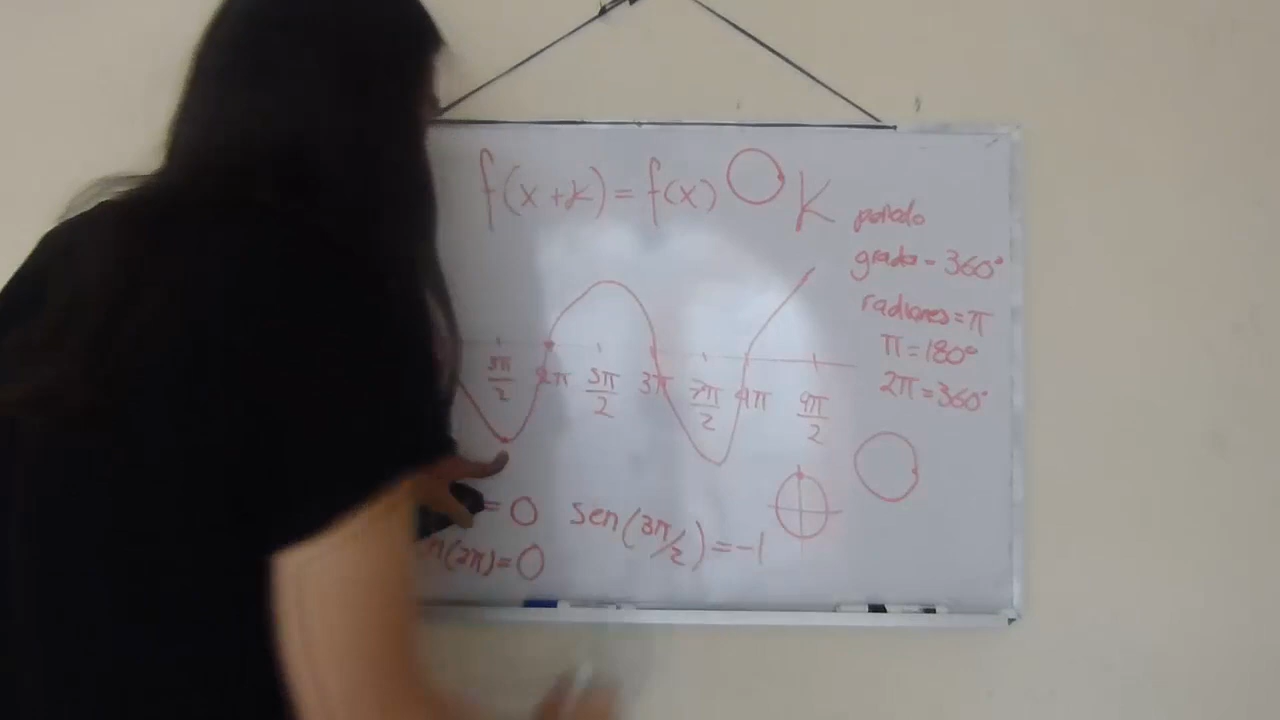 f(x+k)=f(x) K
periodo
grados=360°
radianes=π
π=180°
2π=360°
3π/2 2π 5π/2 3π 7π/2 4π 9π/2
=0 sen(3π/2)=-1
n(2π)=0